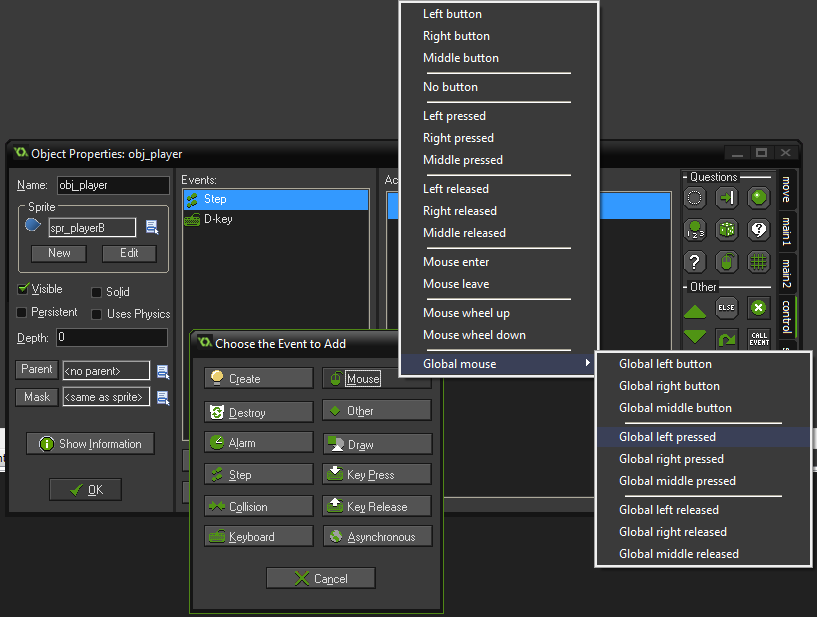 Left button
Right button
Middle button
No button
Left pressed
Right pressed
Middle pressed
Left released
Right released
Middle released
Mouse enter
Mouse leave
Mouse wheel up
Mouse wheel down
Global mouse
Global left button
Global right button
Global middle button
Global left pressed
Global right pressed
Global middle pressed
Global left released
Global right released
Global middle released
Object Properties: obj_player
Name: obj_player
Sprite
spr_playerB
New Edit
Visible Solid
Persistent Uses Physics
Depth: 0
Parent <no parent>
Mask <same as sprite>
Show Information
OK
Events:
Step
D-key
Ac
Choose the Event to Add
Create Mouse
Destroy Other
Alarm Draw
Step Key Press
Collision Key Release
Keyboard Asynchronous
Cancel
Questions
1 2 3 ?
?
Other
ELSE
CALL
EVENT
move
main1
main2
control